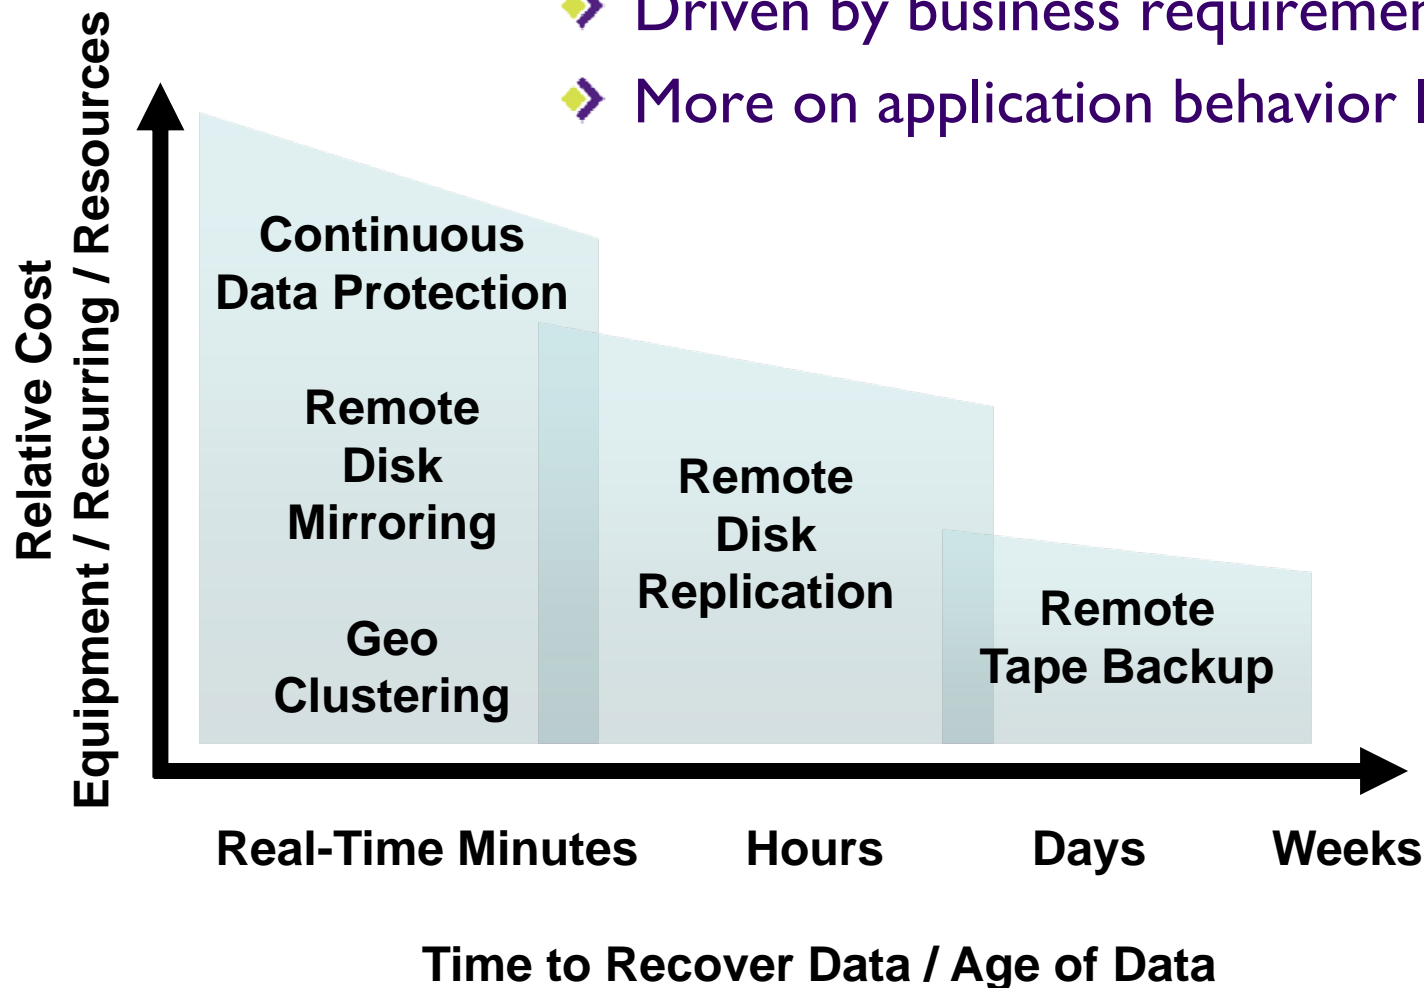 Driven by business requiremen
More on application behavior
Relative Cost
Equipment / Recurring / Resources
Continuous
Data Protection
Remote
Disk
Mirroring
Geo
Clustering
Remote
Disk
Replication
Remote
Tape Backup
Real-Time Minutes Hours Days Weeks
Time to Recover Data / Age of Data